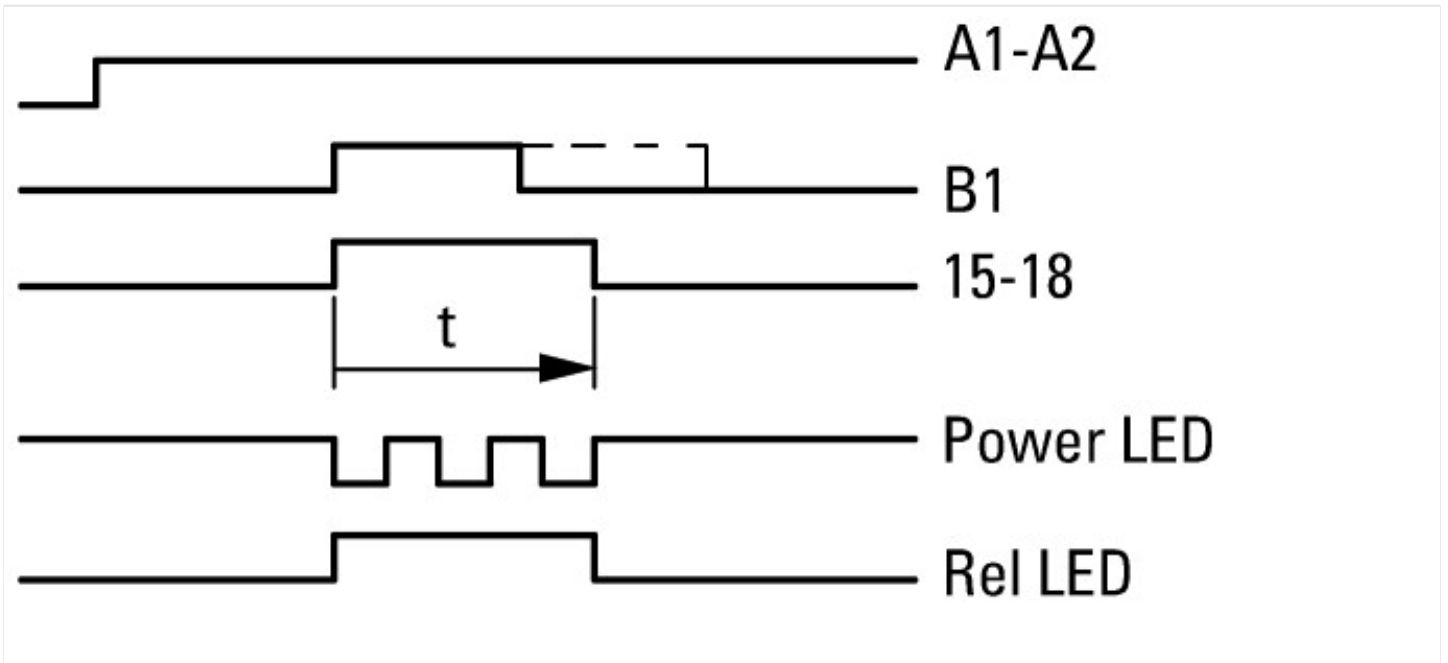 A1-A2
B1
15-18
t
Power LED
Rel LED